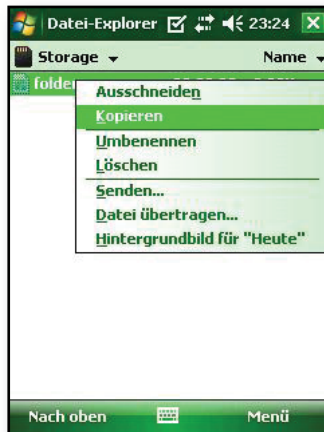 Datei-Explorer 23:24
Storage Name
folder
Ausschneiden
Kopieren
Umbenennen
Löschen
Senden...
Datei übertragen...
Hintergrundbild für "Heute"
Nach oben Menü